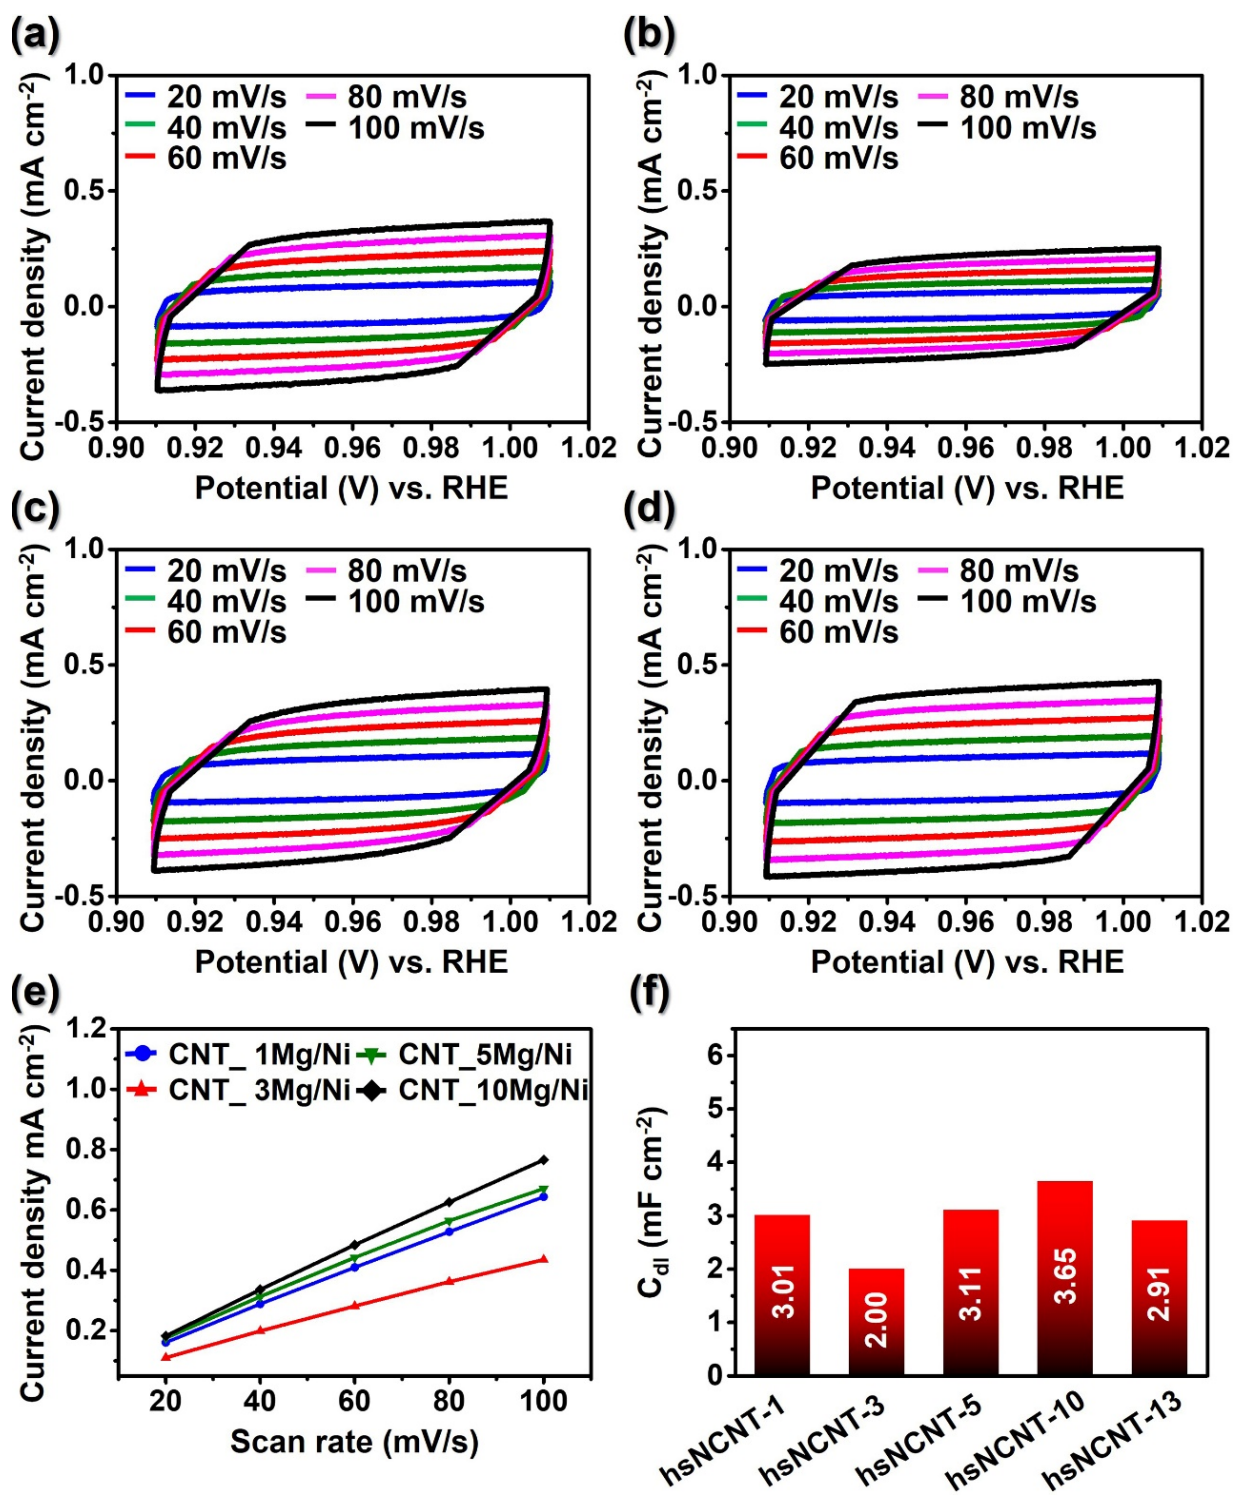 (a)
Current density (mA cm-2)
1.0
0.5
0.0
-0.5
20 mV/s
80 mV/s
40 mV/s
100 mV/s
60 mV/s
0.90 0.92 0.94 0.96 0.98 1.00 1.02
Potential (V) vs. RHE
(b)
Current density (mA cm-2)
1.0
0.5
0.0
-0.5
20 mV/s
80 mV/s
40 mV/s
100 mV/s
60 mV/s
0.90 0.92 0.94 0.96 0.98 1.00 1.02
Potential (V) vs. RHE
(c)
Current density (mA cm-2)
1.0
0.5
0.0
-0.5
20 mV/s
80 mV/s
40 mV/s
100 mV/s
60 mV/s
0.90 0.92 0.94 0.96 0.98 1.00 1.02
Potential (V) vs. RHE
(d)
Current density (mA cm-2)
1.0
0.5
0.0
-0.5
20 mV/s
80 mV/s
40 mV/s
100 mV/s
60 mV/s
0.90 0.92 0.94 0.96 0.98 1.00 1.02
Potential (V) vs. RHE
(e)
Current density mA cm-2)
1.2
1.0
0.8
0.6
0.4
0.2
CNT_ 1Mg/Ni
CNT_5Mg/Ni
CNT_ 3Mg/Ni
CNT_10Mg/Ni
20 40 60 80 100
Scan rate (mV/s)
(f)
Cdl (mF cm-2)
6
5
4
3
2
1
0
3.01
2.00
3.11
3.65
2.91
hsNCNT-1
hsNCNT-3
hsNCNT-5
hsNCNT-10
hsNCNT-13